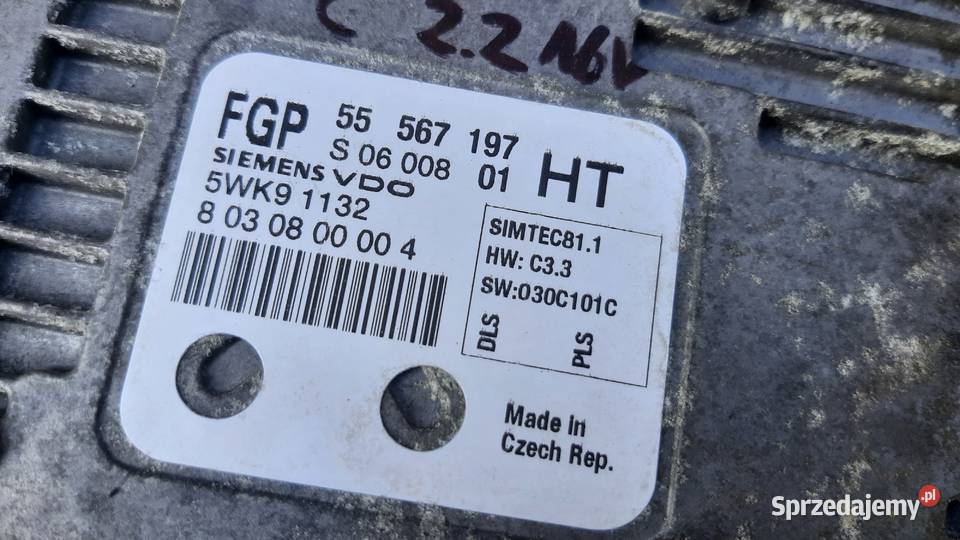 C 2.2 16V
FGP 55 567 197 HT
S 06 008 01
SIEMENS VDO
5WK9 1132
8 03 08 00 00 4
SIMTEC81.1
HW: C3.3
SW:030C101C
DLS PLS
Made in
Czech Rep.
Sprzedajemy.pl